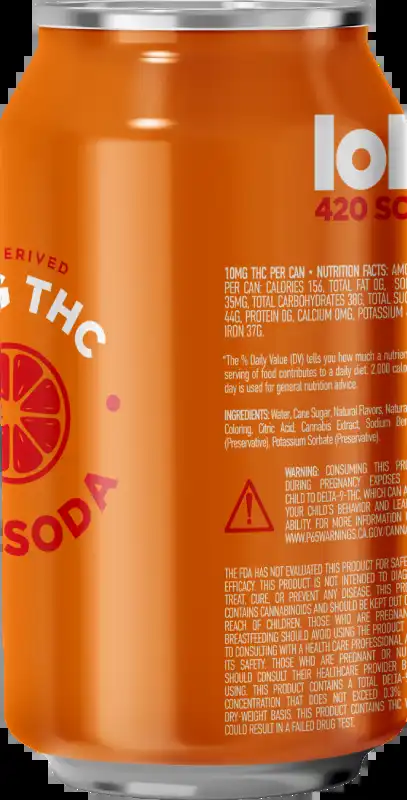 ERIVED
G THC
SODA
lol
420 SO
10MG THC PER CAN • NUTRITION FACTS: AM
PER CAN: CALORIES 156, TOTAL FAT 0G, SO
35MG, TOTAL CARBOHYDRATES 38G, TOTAL SU
44G, PROTEIN 0G, CALCIUM 0MG, POTASSIUM
IRON 37G.
*The % Daily Value (DV) tells you how much a nutrien
serving of food contributes to a daily diet. 2,000 calo
day is used for general nutrition advice.
INGREDIENTS: Water, Cane Sugar, Natural Flavors, Natura
Coloring, Citric Acid, Cannabis Extract, Sodium Ben
(Preservative), Potassium Sorbate (Preservative).
WARNING: CONSUMING THIS PR
DURING PREGNANCY EXPOSES
CHILD TO DELTA-9-THC, WHICH CAN A
YOUR CHILD'S BEHAVIOR AND LEA
ABILITY. FOR MORE INFORMATION
WWW.P65WARNINGS.CA.GOV/CANN
THE FDA HAS NOT EVALUATED THIS PRODUCT FOR SAFE
EFFICACY. THIS PRODUCT IS NOT INTENDED TO DIAG
TREAT, CURE, OR PREVENT ANY DISEASE. THIS PRO
CONTAINS CANNABINOIDS AND SHOULD BE KEPT OUT O
REACH OF CHILDREN. THOSE WHO ARE PREGNAN
BREASTFEEDING SHOULD AVOID USING THE PRODUCT
TO CONSULTING WITH A HEALTH CARE PROFESSIONAL A
ITS SAFETY. THOSE WHO ARE PREGNANT OR NU
SHOULD CONSULT THEIR HEALTHCARE PROVIDER B
USING. THIS PRODUCT CONTAINS A TOTAL DELTA-9
CONCENTRATION THAT DOES NOT EXCEED 0.3%
DRY-WEIGHT BASIS. THIS PRODUCT CONTAINS THC
COULD RESULT IN A FAILED DRUG TEST.